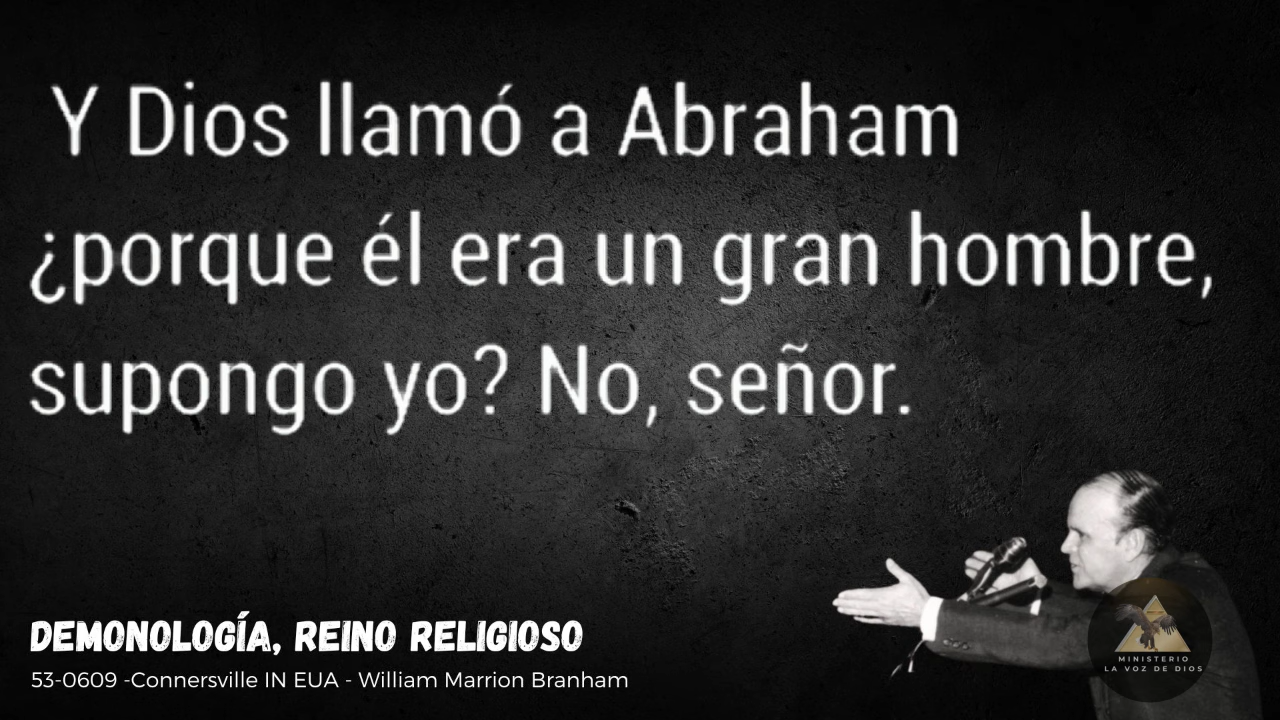 Y Dios llamó a Abraham
¿porque él era un gran hombre,
supongo yo? No, señor.
DEMONOLOGÍA, REINO RELIGIOSO
53-0609 -Connersville IN EUA - William Marrion Branham
MINISTERIO
LA VOZ DE DIOS